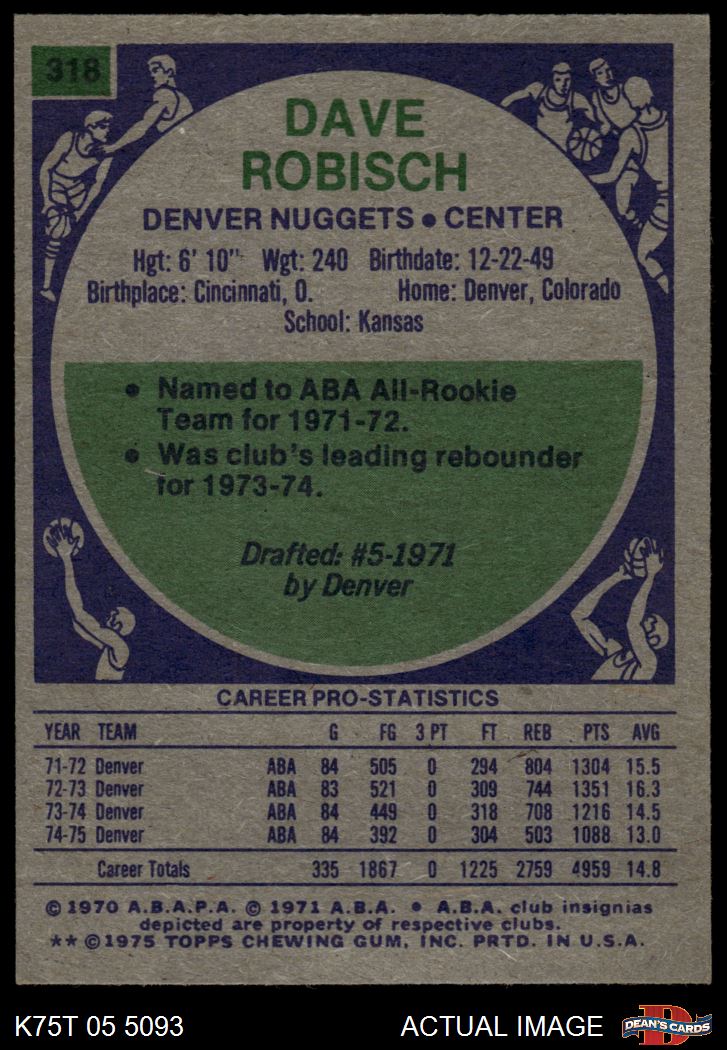 318
DAVE
ROBISCH
DENVER NUGGETS • CENTER
Hgt: 6' 10" Wgt: 240 Birthdate: 12-22-49
Birthplace: Cincinnati, O. Home: Denver, Colorado
School: Kansas
• Named to ABA All-Rookie
Team for 1971-72.
• Was club's leading rebounder
for 1973-74.
Drafted: #5-1971
by Denver
CAREER PRO-STATISTICS
YEAR TEAM G FG 3 PT FT REB PTS AVG
71-72 Denver ABA 84 505 0 294 804 1304 15.5
72-73 Denver ABA 83 521 0 309 744 1351 16.3
73-74 Denver ABA 84 449 0 318 708 1216 14.5
74-75 Denver ABA 84 392 0 304 503 1088 13.0
Career Totals 335 1867 0 1225 2759 4959 14.8
© 1970 A.B.A.P.A. © 1971 A.B.A. • A.B.A. club insignias
depicted are property of respective clubs.
** © 1975 TOPPS CHEWING GUM, INC. PRTD. IN U.S.A.
K75T 05 5093 ACTUAL IMAGE
D
DEAN'S CARDS